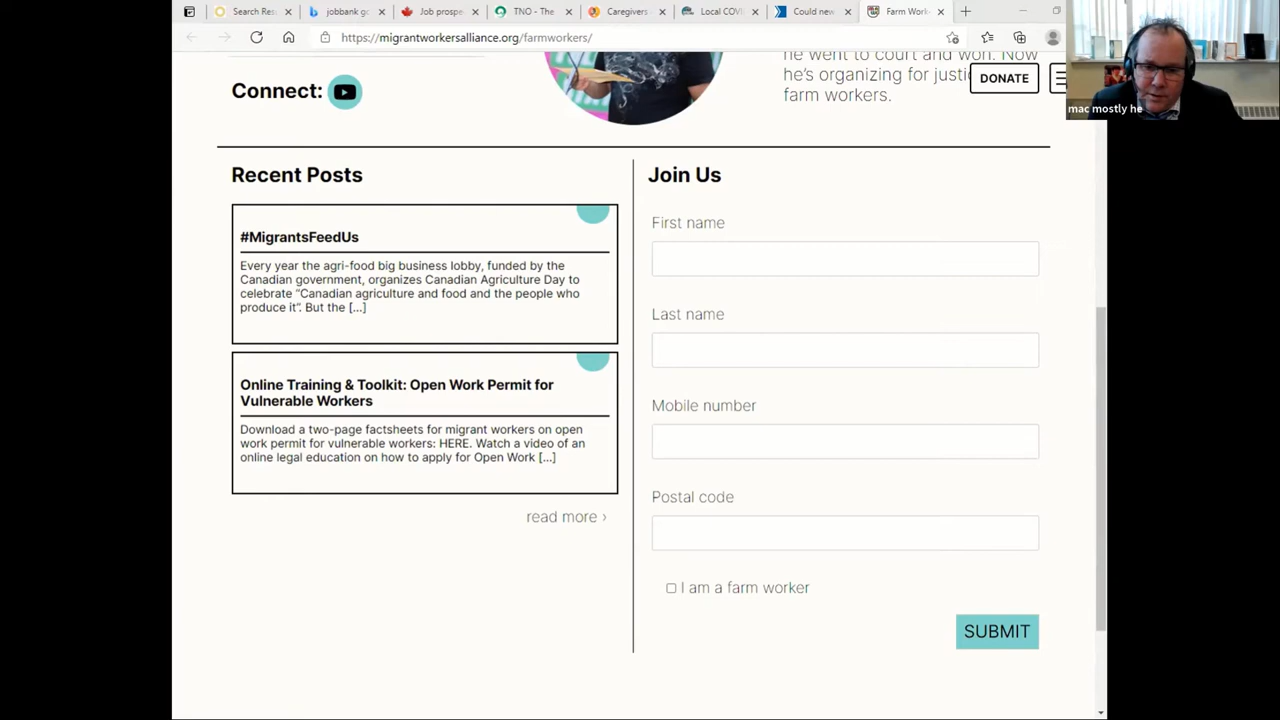 Search Res
jobbank gc
Job prospe
TNO - The
Caregivers
Local COVI
Could new
Farm Work
https://migrantworkersalliance.org/farmworkers/
he went to court and won. Now
he's organizing for justi
farm workers.
DONATE
mac mostly he
Connect:
Recent Posts
#MigrantsFeedUs
Every year the agri-food big business lobby, funded by the
Canadian government, organizes Canadian Agriculture Day to
celebrate “Canadian agriculture and food and the people who
produce it”. But the [...]
Online Training & Toolkit: Open Work Permit for
Vulnerable Workers
Download a two-page factsheets for migrant workers on open
work permit for vulnerable workers: HERE. Watch a video of an
online legal education on how to apply for Open Work [...]
read more ›
Join Us
First name
Last name
Mobile number
Postal code
I am a farm worker
SUBMIT